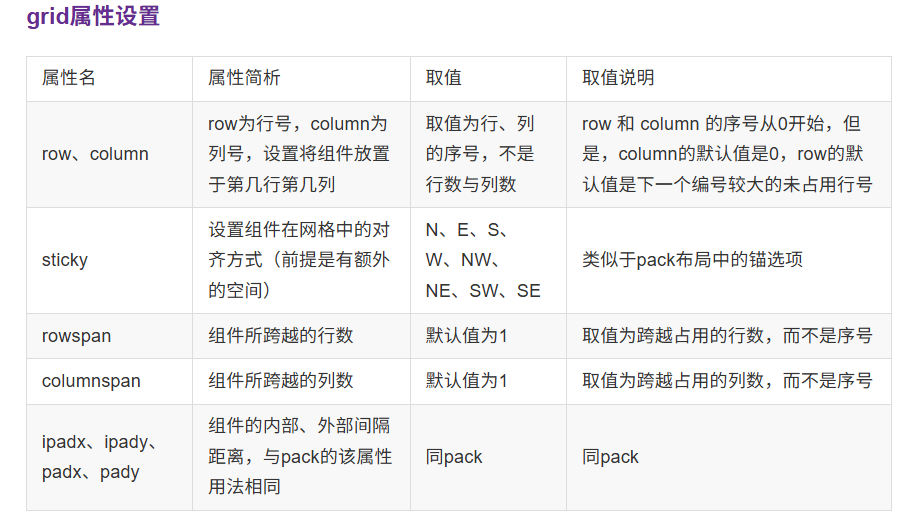 grid属性设置
属性名 属性简析 取值 取值说明
row、column
row为行号，column为
列号，设置将组件放置
于第几行第几列
取值为行、列
的序号，不是
行数与列数
row 和 column 的序号从0开始，但
是，column的默认值是0，row的默
认值是下一个编号较大的未占用行号
sticky
设置组件在网格中的对
齐方式（前提是有额外
的空间）
N、E、S、
W、NW、
NE、SW、SE
类似于pack布局中的锚选项
rowspan 组件所跨越的行数 默认值为1 取值为跨越占用的行数，而不是序号
columnspan 组件所跨越的列数 默认值为1 取值为跨越占用的列数，而不是序号
ipadx、ipady、
padx、pady
组件的内部、外部间隔
距离，与pack的该属性
用法相同
同pack
同pack